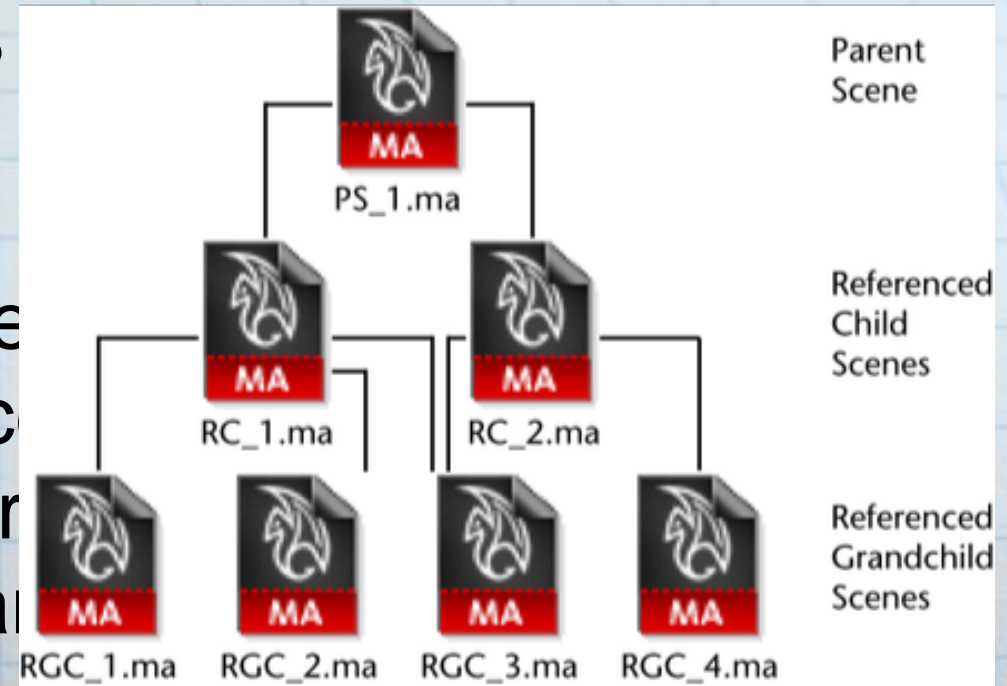 Parent
Scene
MA
PS_1.ma
Referenced
Child
Scenes
MA
MA
RC_1.ma
RC_2.ma
Referenced
Grandchild
Scenes
MA
MA
MA
MA
RGC_1.ma
RGC_2.ma
RGC_3.ma
RGC_4.ma